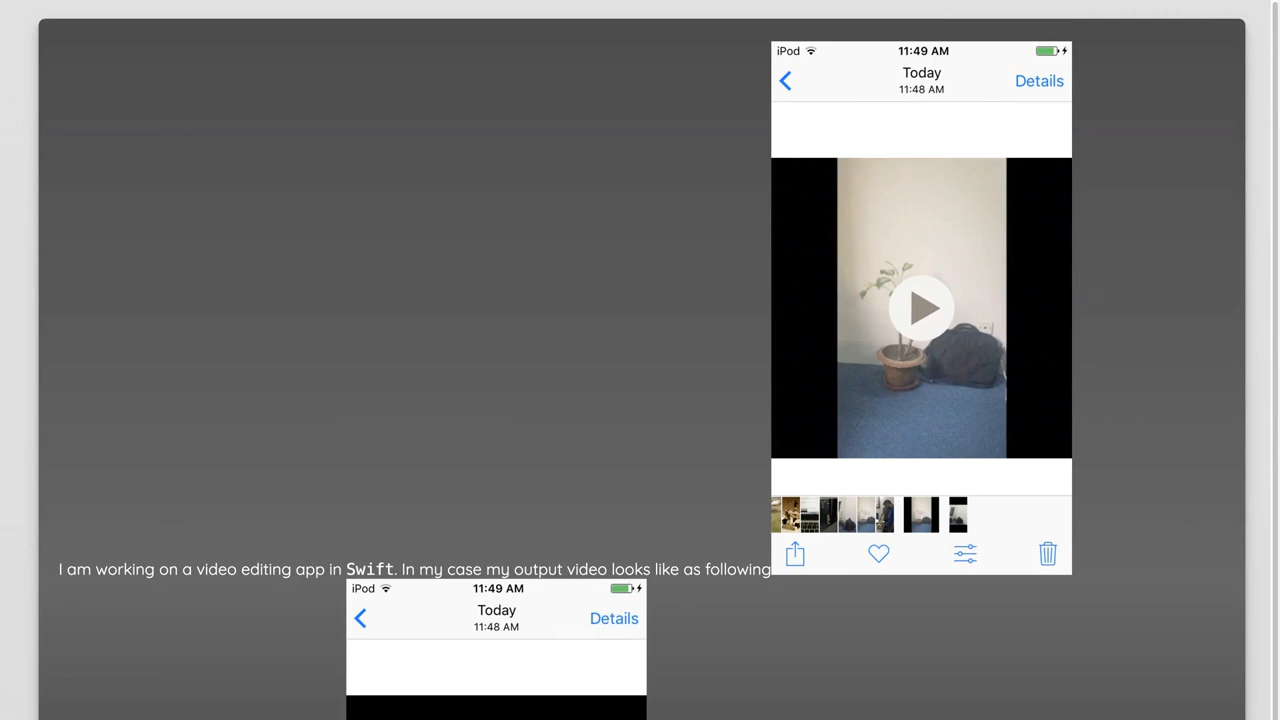 iPod 11:49 AM
Today
11:48 AM
Details
I am working on a video editing app in Swift. In my case my output video looks like as following
iPod 11:49 AM
Today
11:48 AM
Details